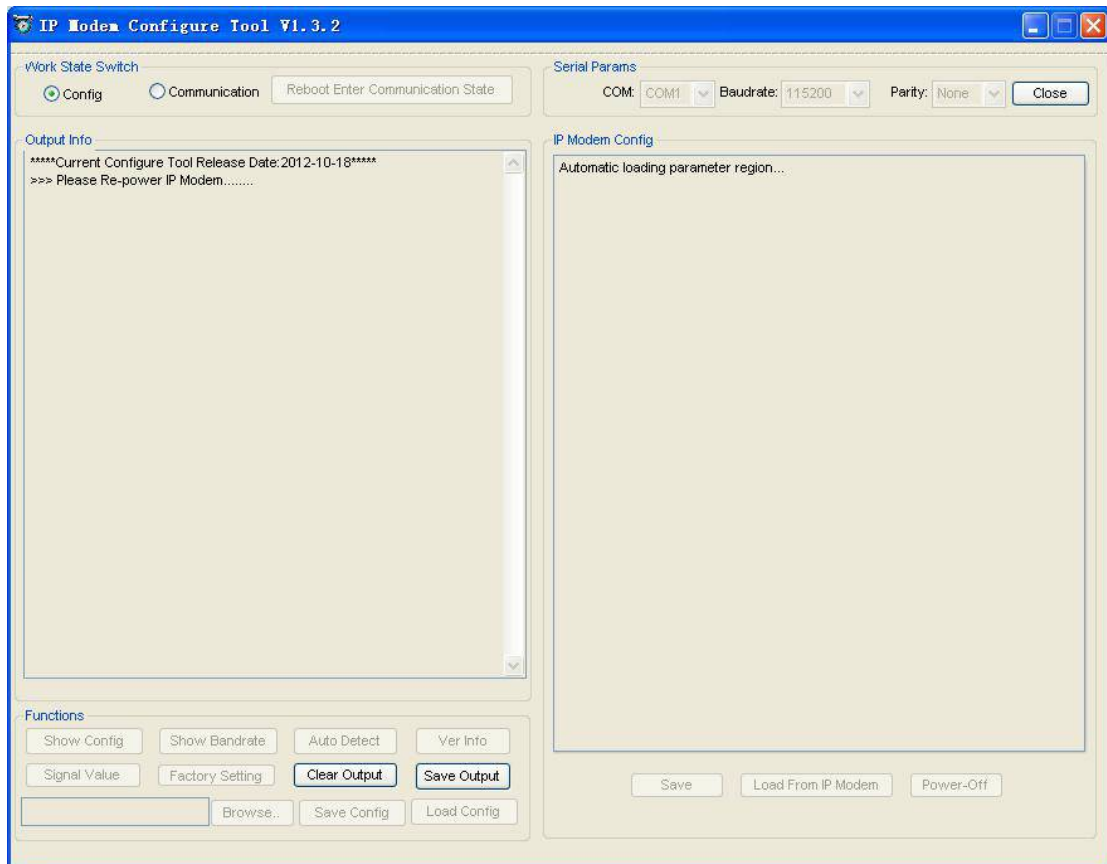 IP Modem Configure Tool V1.3.2
Work State Switch
Config
Communication
Reboot Enter Communication State
Serial Params
COM: COM1
Baudrate: 115200
Parity: None
Close
Output Info
*****Current Configure Tool Release Date:2012-10-18*****
>>> Please Re-power IP Modem........
IP Modem Config
Automatic loading parameter region...
Functions
Show Config
Show Bandrate
Auto Detect
Ver Info
Signal Value
Factory Setting
Clear Output
Save Output
Browse..
Save Config
Load Config
Save
Load From IP Modem
Power-Off